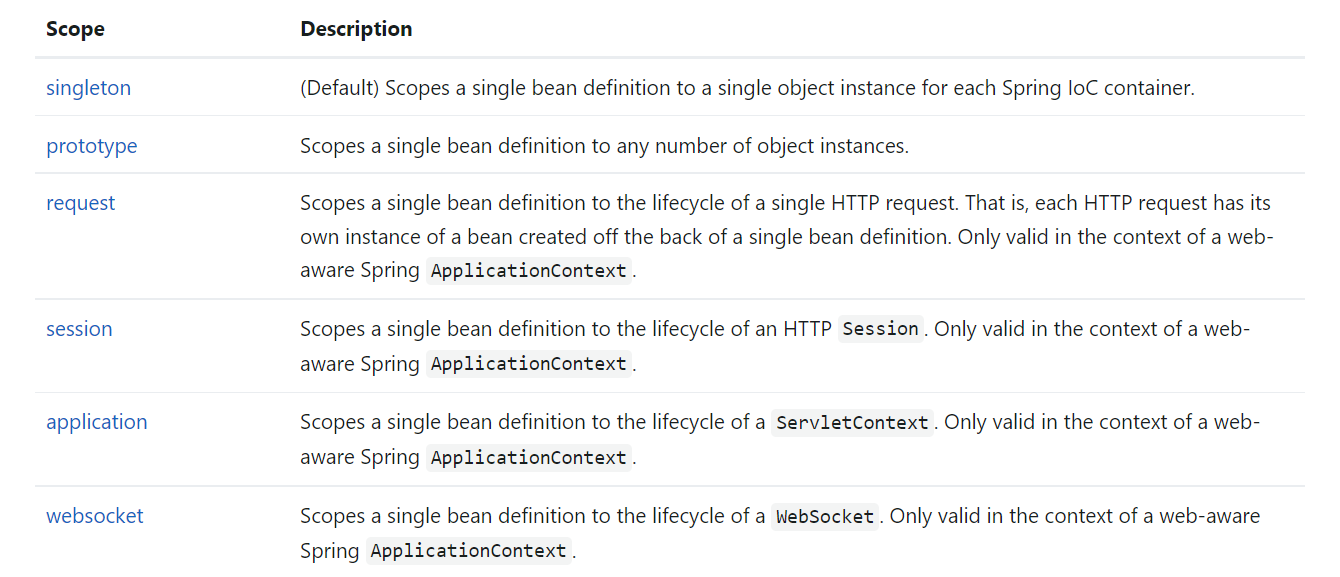 Scope Description
singleton (Default) Scopes a single bean definition to a single object instance for each Spring IoC container.
prototype Scopes a single bean definition to any number of object instances.
request Scopes a single bean definition to the lifecycle of a single HTTP request. That is, each HTTP request has its
own instance of a bean created off the back of a single bean definition. Only valid in the context of a web-
aware Spring ApplicationContext.
session Scopes a single bean definition to the lifecycle of an HTTP Session. Only valid in the context of a web-
aware Spring ApplicationContext.
application Scopes a single bean definition to the lifecycle of a ServletContext. Only valid in the context of a web-
aware Spring ApplicationContext.
websocket Scopes a single bean definition to the lifecycle of a WebSocket. Only valid in the context of a web-aware
Spring ApplicationContext.